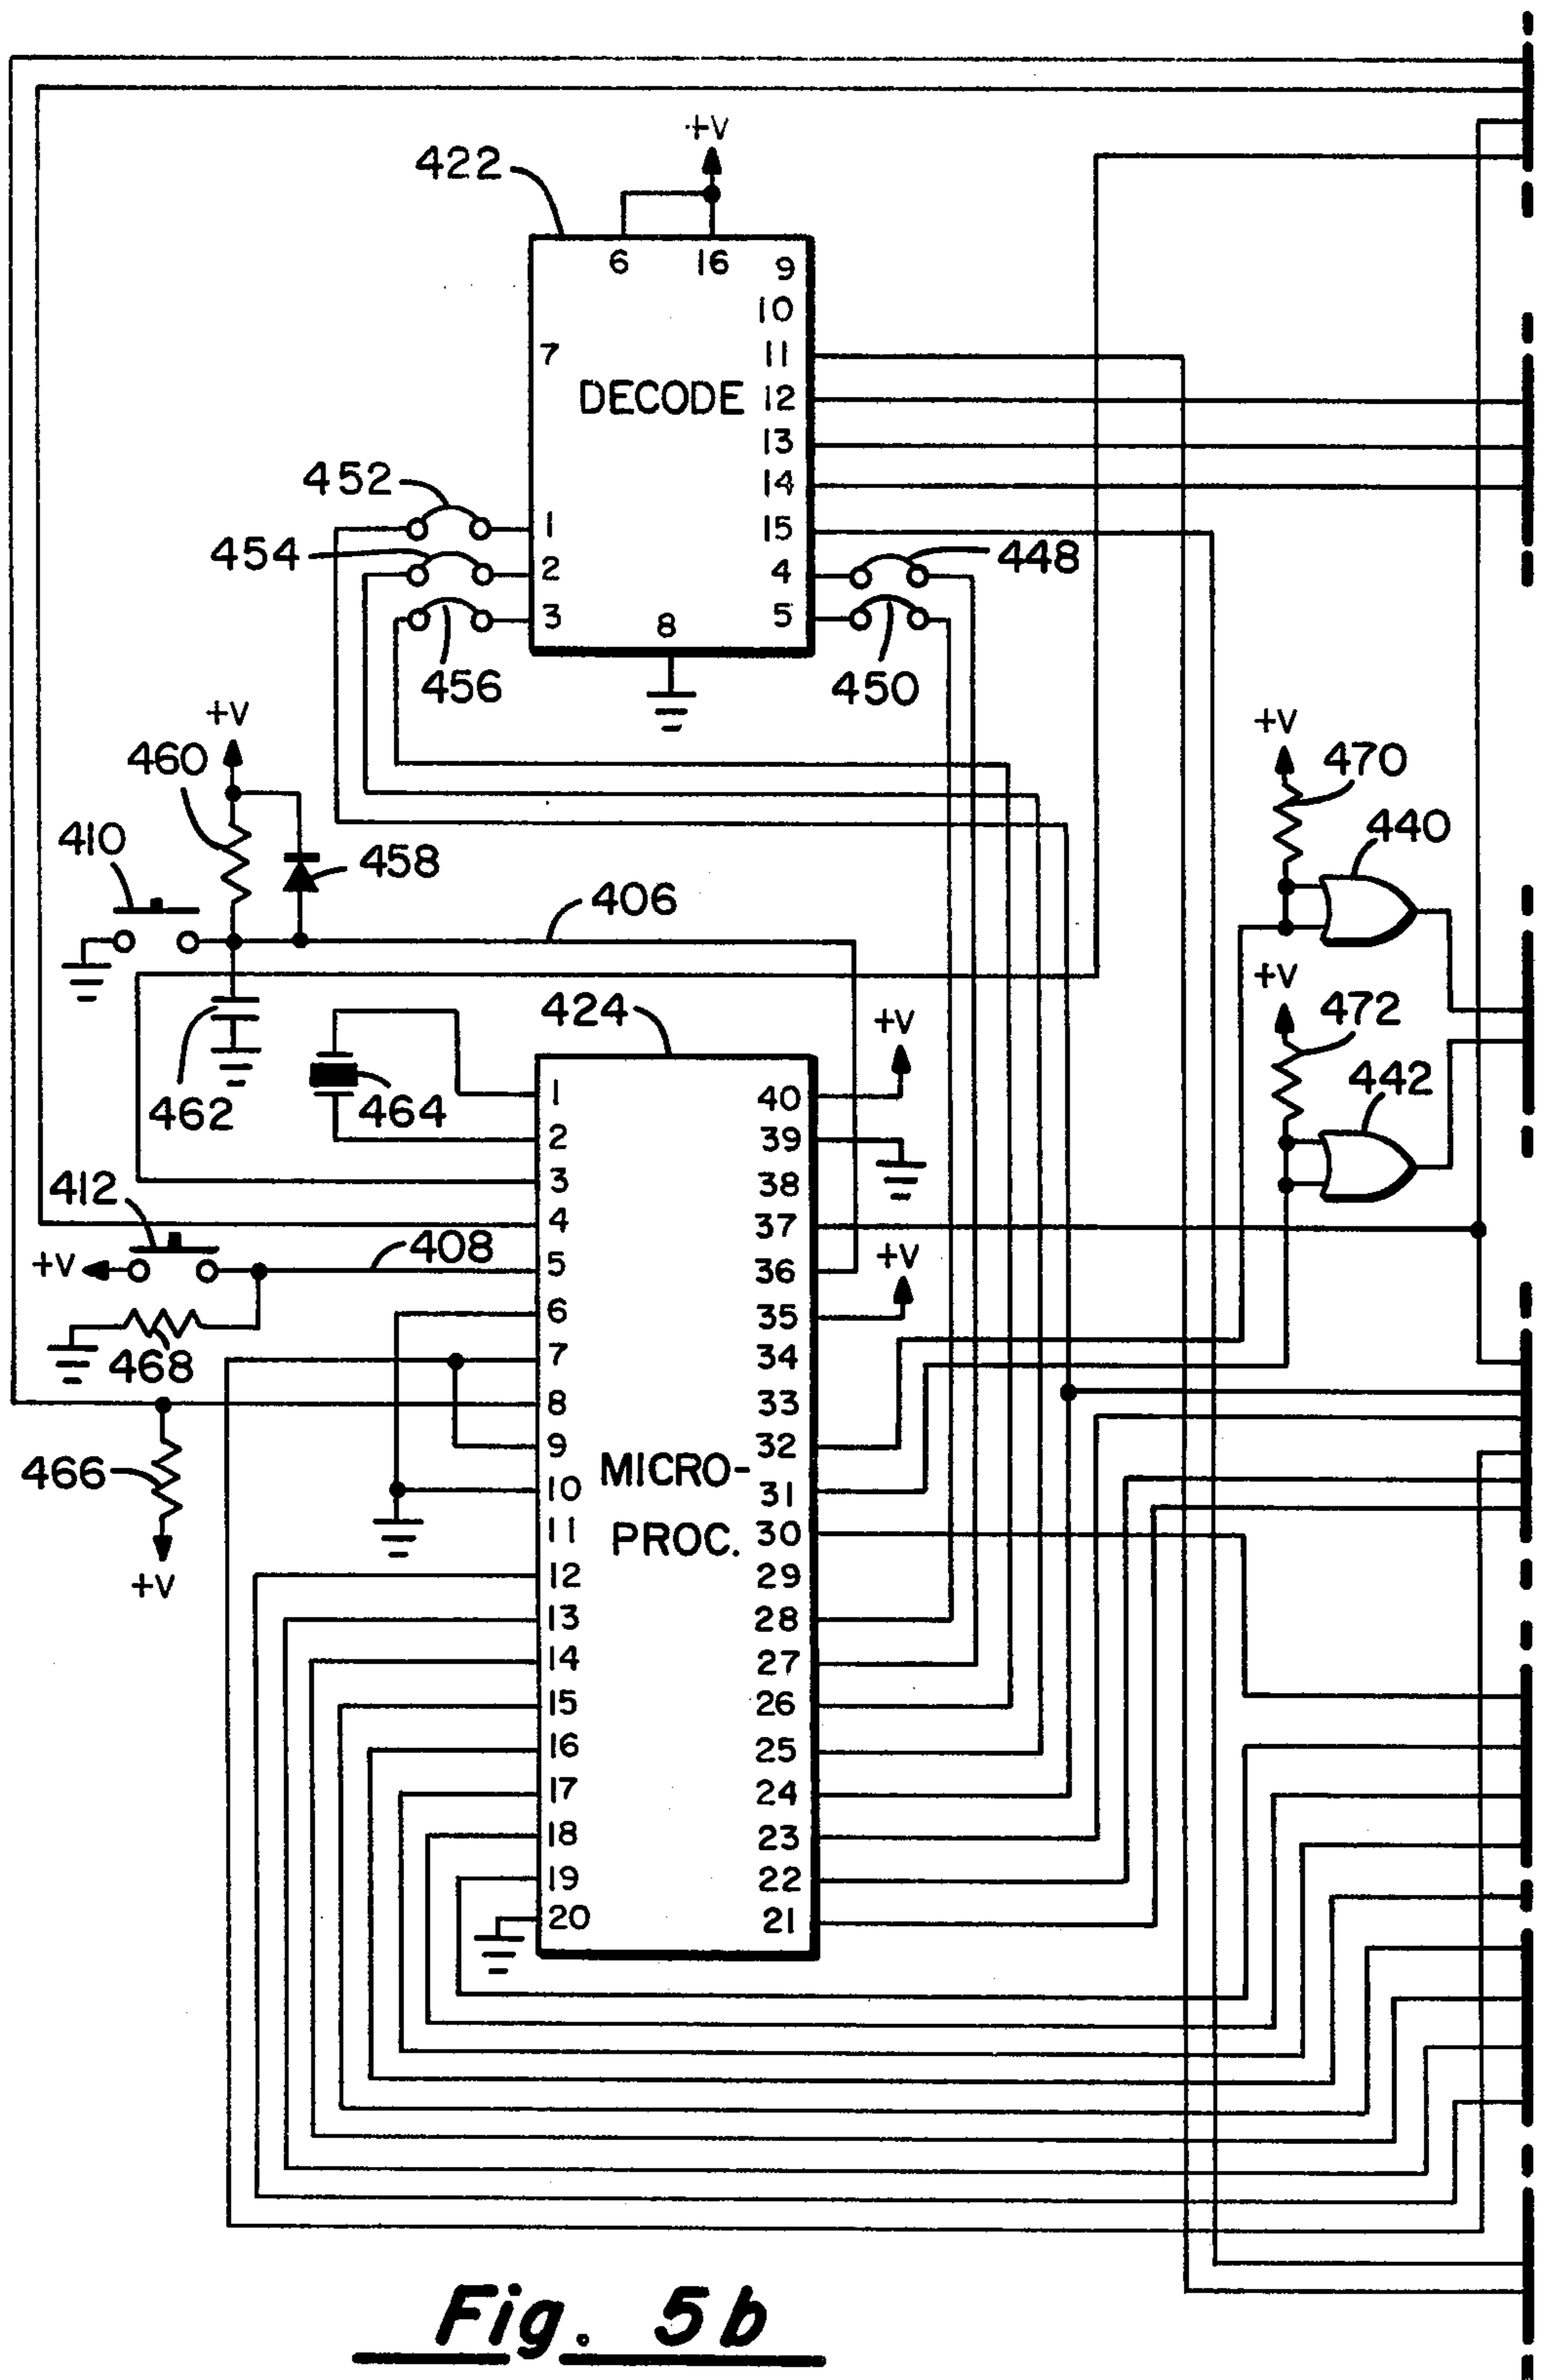 +V
422
6 16 9
10
7 11
DECODE 12
13
452 14
1 15
454 2 4 448
3 8 5
456 450
+V
460
+V
470
410 458 440
406
+V
424 472
+V
462 464 1 40 442
2 39
3 38
412 4 37
408 +V
+V 5 36
6 35
468 7 34
8 33
9 32
466 10 MICRO- 31
11 PROC. 30
+V 12 29
13 28
14 27
15 26
16 25
17 24
18 23
19 22
20 21
Fig. 5b